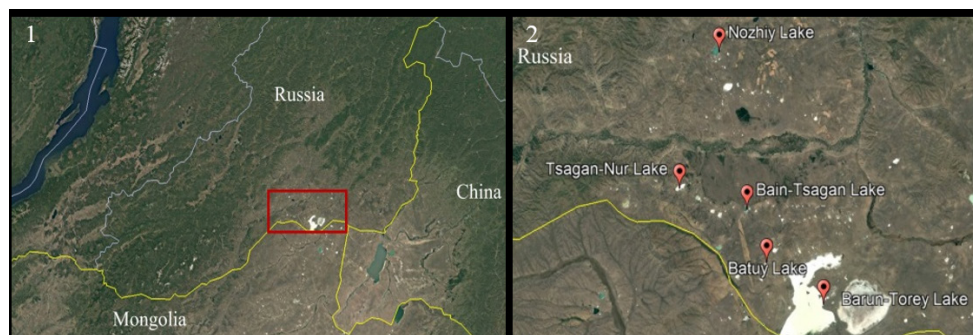 1
Russia
China
Mongolia
2
Nozhiy Lake
Russia
Tsagan-Nur Lake
Bain-Tsagan Lake
Batuy Lake
Barun-Torey Lake